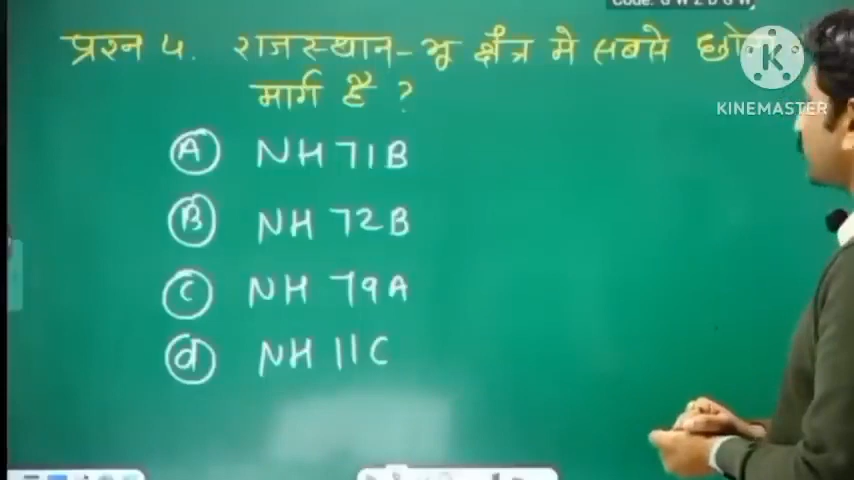 प्रश्न 4. राजस्थान - भू क्षैत्र मे सबसे
मार्ग है ?
KINEMASTER
A NH 71B
B NH 72B
C NH 79A
d NH 11C